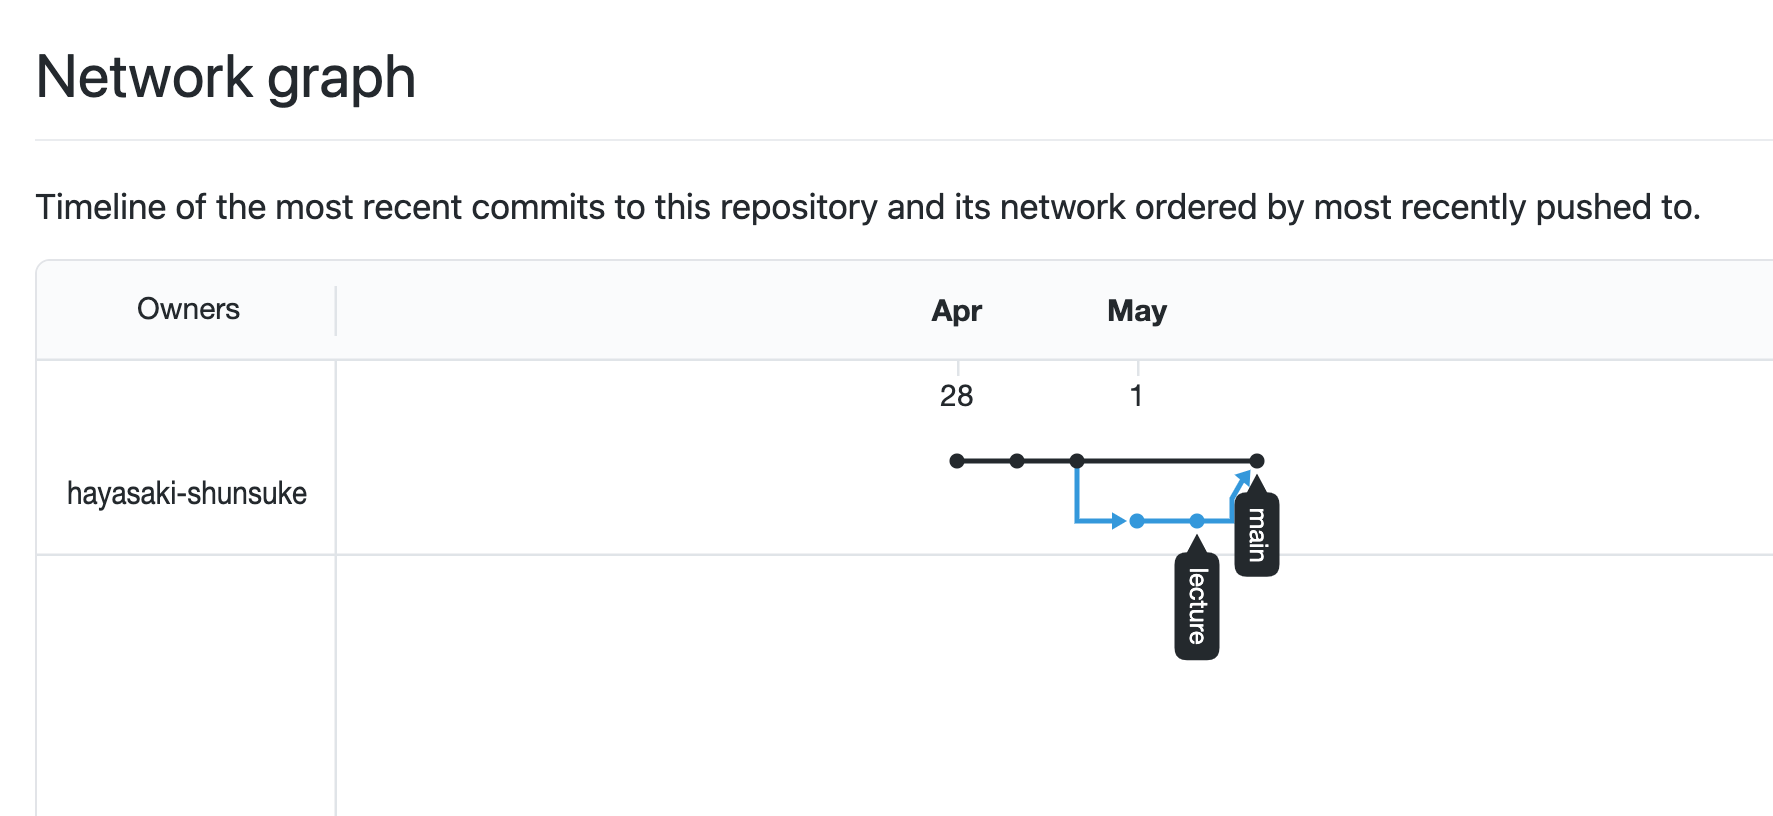 Network graph
Timeline of the most recent commits to this repository and its network ordered by most recently pushed to.
Owners
Apr
May
28
1
hayasaki-shunsuke
main
lecture